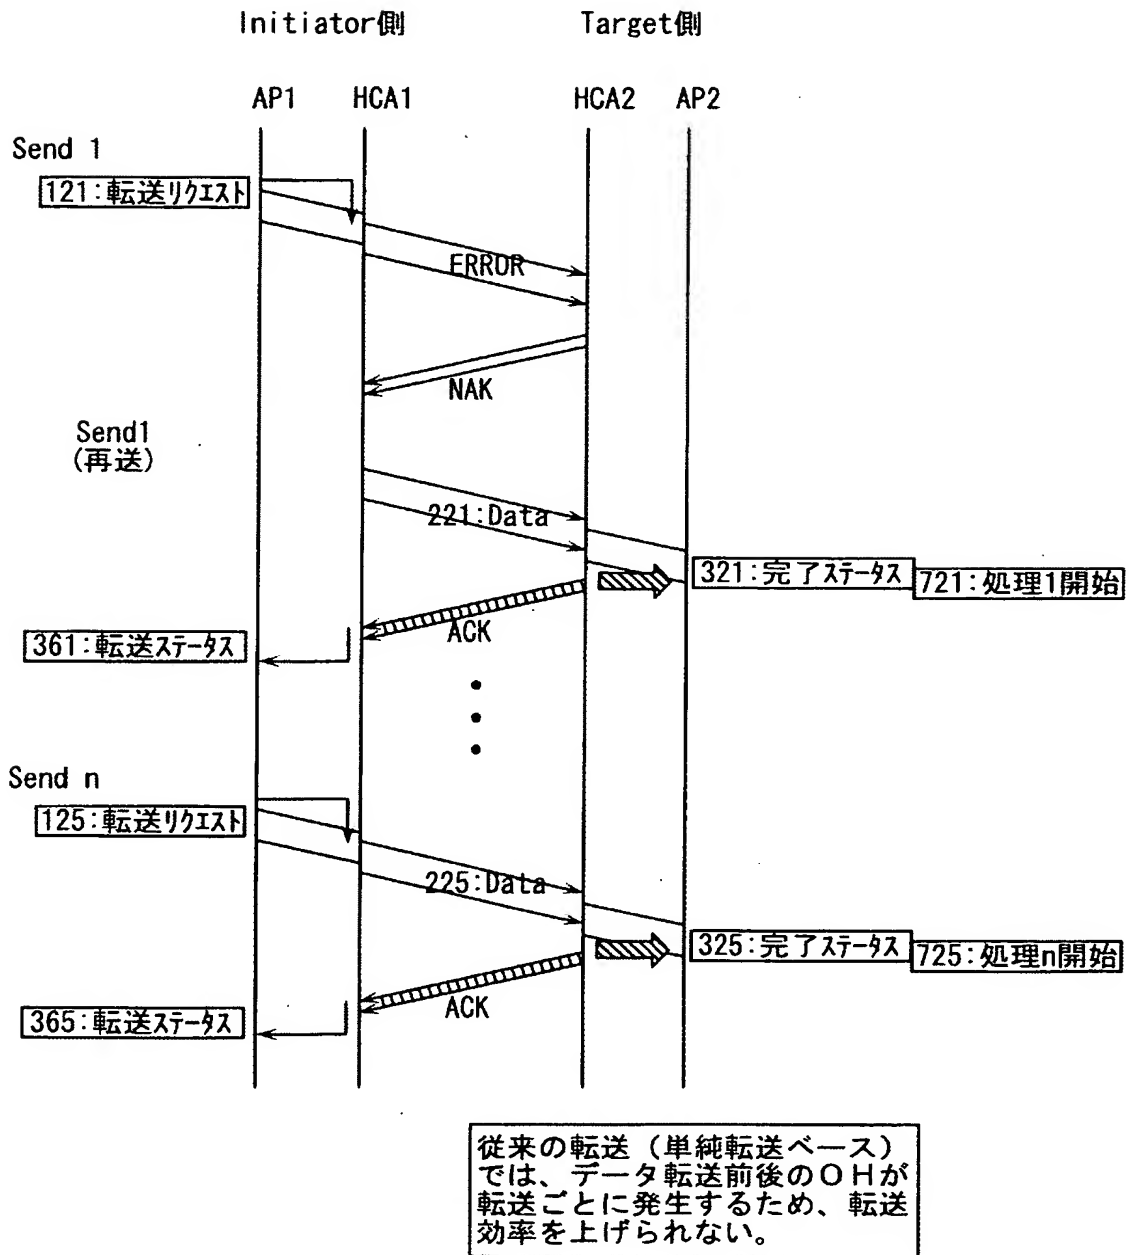 Initiator側 Target側
AP1 HCA1 HCA2 AP2
Send 1
121:転送リクエスト
ERROR
NAK
Send1
(再送)
221:Data
321:完了ステータス
721:処理1開始
ACK
361:転送ステータス
Send n
125:転送リクエスト
225:Data
325:完了ステータス
725:処理n開始
ACK
365:転送ステータス
従来の転送（単純転送ベース）
では、データ転送前後のＯＨが
転送ごとに発生するため、転送
効率を上げられない。